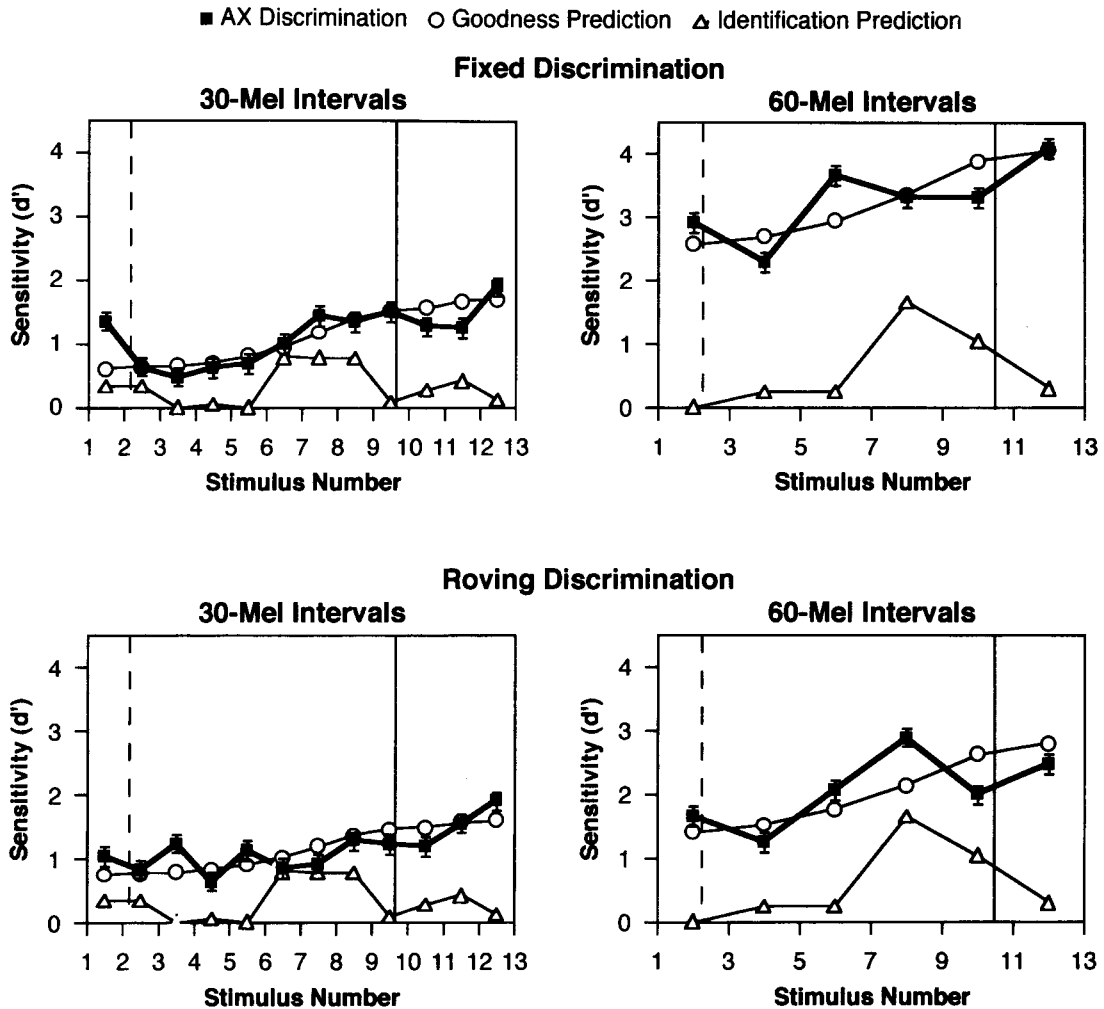 ■ AX Discrimination ○ Goodness Prediction △ Identification Prediction
Fixed Discrimination
30-Mel Intervals
60-Mel Intervals
Sensitivity (d')
4
3
2
1
0
1 2 3 4 5 6 7 8 9 10 11 12 13
Stimulus Number
Sensitivity (d')
4
3
2
1
0
1 3 5 7 9 11 13
Stimulus Number
Roving Discrimination
30-Mel Intervals
60-Mel Intervals
Sensitivity (d')
4
3
2
1
0
1 2 3 4 5 6 7 8 9 10 11 12 13
Stimulus Number
Sensitivity (d')
4
3
2
1
0
1 3 5 7 9 11 13
Stimulus Number